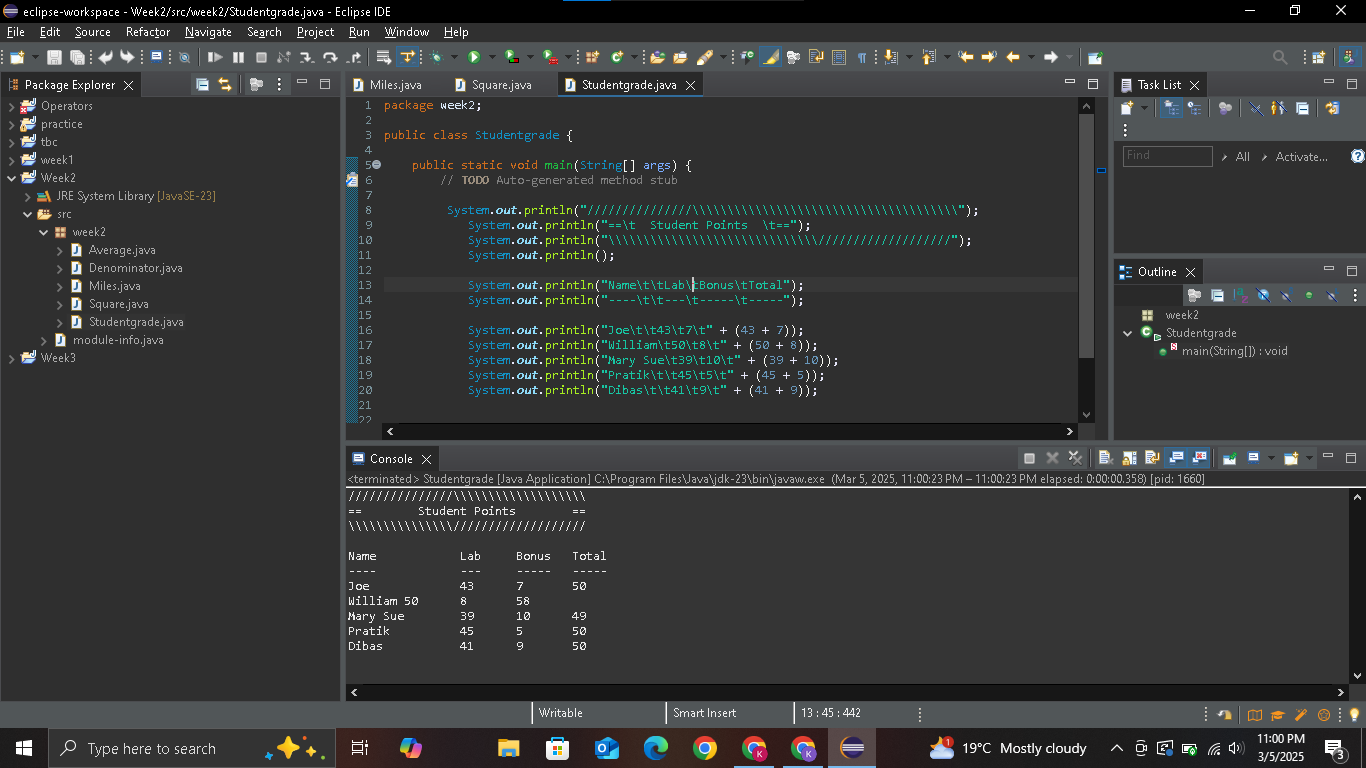 eclipse-workspace - Week2/src/week2/Studentgrade.java - Eclipse IDE
File Edit Source Refactor Navigate Search Project Run Window Help
Package Explorer
Operators
practice
tbc
week1
Week2
JRE System Library [JavaSE-23]
src
week2
Average.java
Denominator.java
Miles.java
Square.java
Studentgrade.java
module-info.java
Week3
Miles.java Square.java Studentgrade.java
1 package week2;
2
3 public class Studentgrade {
4
5 public static void main(String[] args) {
6 // TODO Auto-generated method stub
7
8 System.out.println("///////////////\\\\\\\\\\\\\\\\\\\\\\\\\\\\\\\\\\\\\\");
9 System.out.println("==\t  Student Points  \t==");
10 System.out.println("\\\\\\\\\\\\\\\\\\\\\\\\\\\\\\///////////////////");
11 System.out.println();
12
13 System.out.println("Name\t\tLab\tBonus\tTotal");
14 System.out.println("----\t\t---\t-----\t-----");
15
16 System.out.println("Joe\t\t43\t7\t" + (43 + 7));
17 System.out.println("William\t50\t8\t" + (50 + 8));
18 System.out.println("Mary Sue\t39\t10\t" + (39 + 10));
19 System.out.println("Pratik\t\t45\t5\t" + (45 + 5));
20 System.out.println("Dibas\t\t41\t9\t" + (41 + 9));
21
22
Task List
Find All Activate...
Outline
week2
Studentgrade
main(String[]) : void
Console
<terminated> Studentgrade [Java Application] C:\Program Files\Java\jdk-23\bin\javaw.exe (Mar 5, 2025, 11:00:23 PM – 11:00:23 PM elapsed: 0:00:00.358) [pid: 1660]
///////////////\\\\\\\\\\\\\\\\\\\
== Student Points ==
\\\\\\\\\\\\\\\///////////////////
Name Lab Bonus Total
---- --- ----- -----
Joe 43 7 50
William 50 8 58
Mary Sue 39 10 49
Pratik 45 5 50
Dibas 41 9 50
Writable Smart Insert 13 : 45 : 442
Type here to search
1
K K
19°C Mostly cloudy
11:00 PM
3/5/2025
3